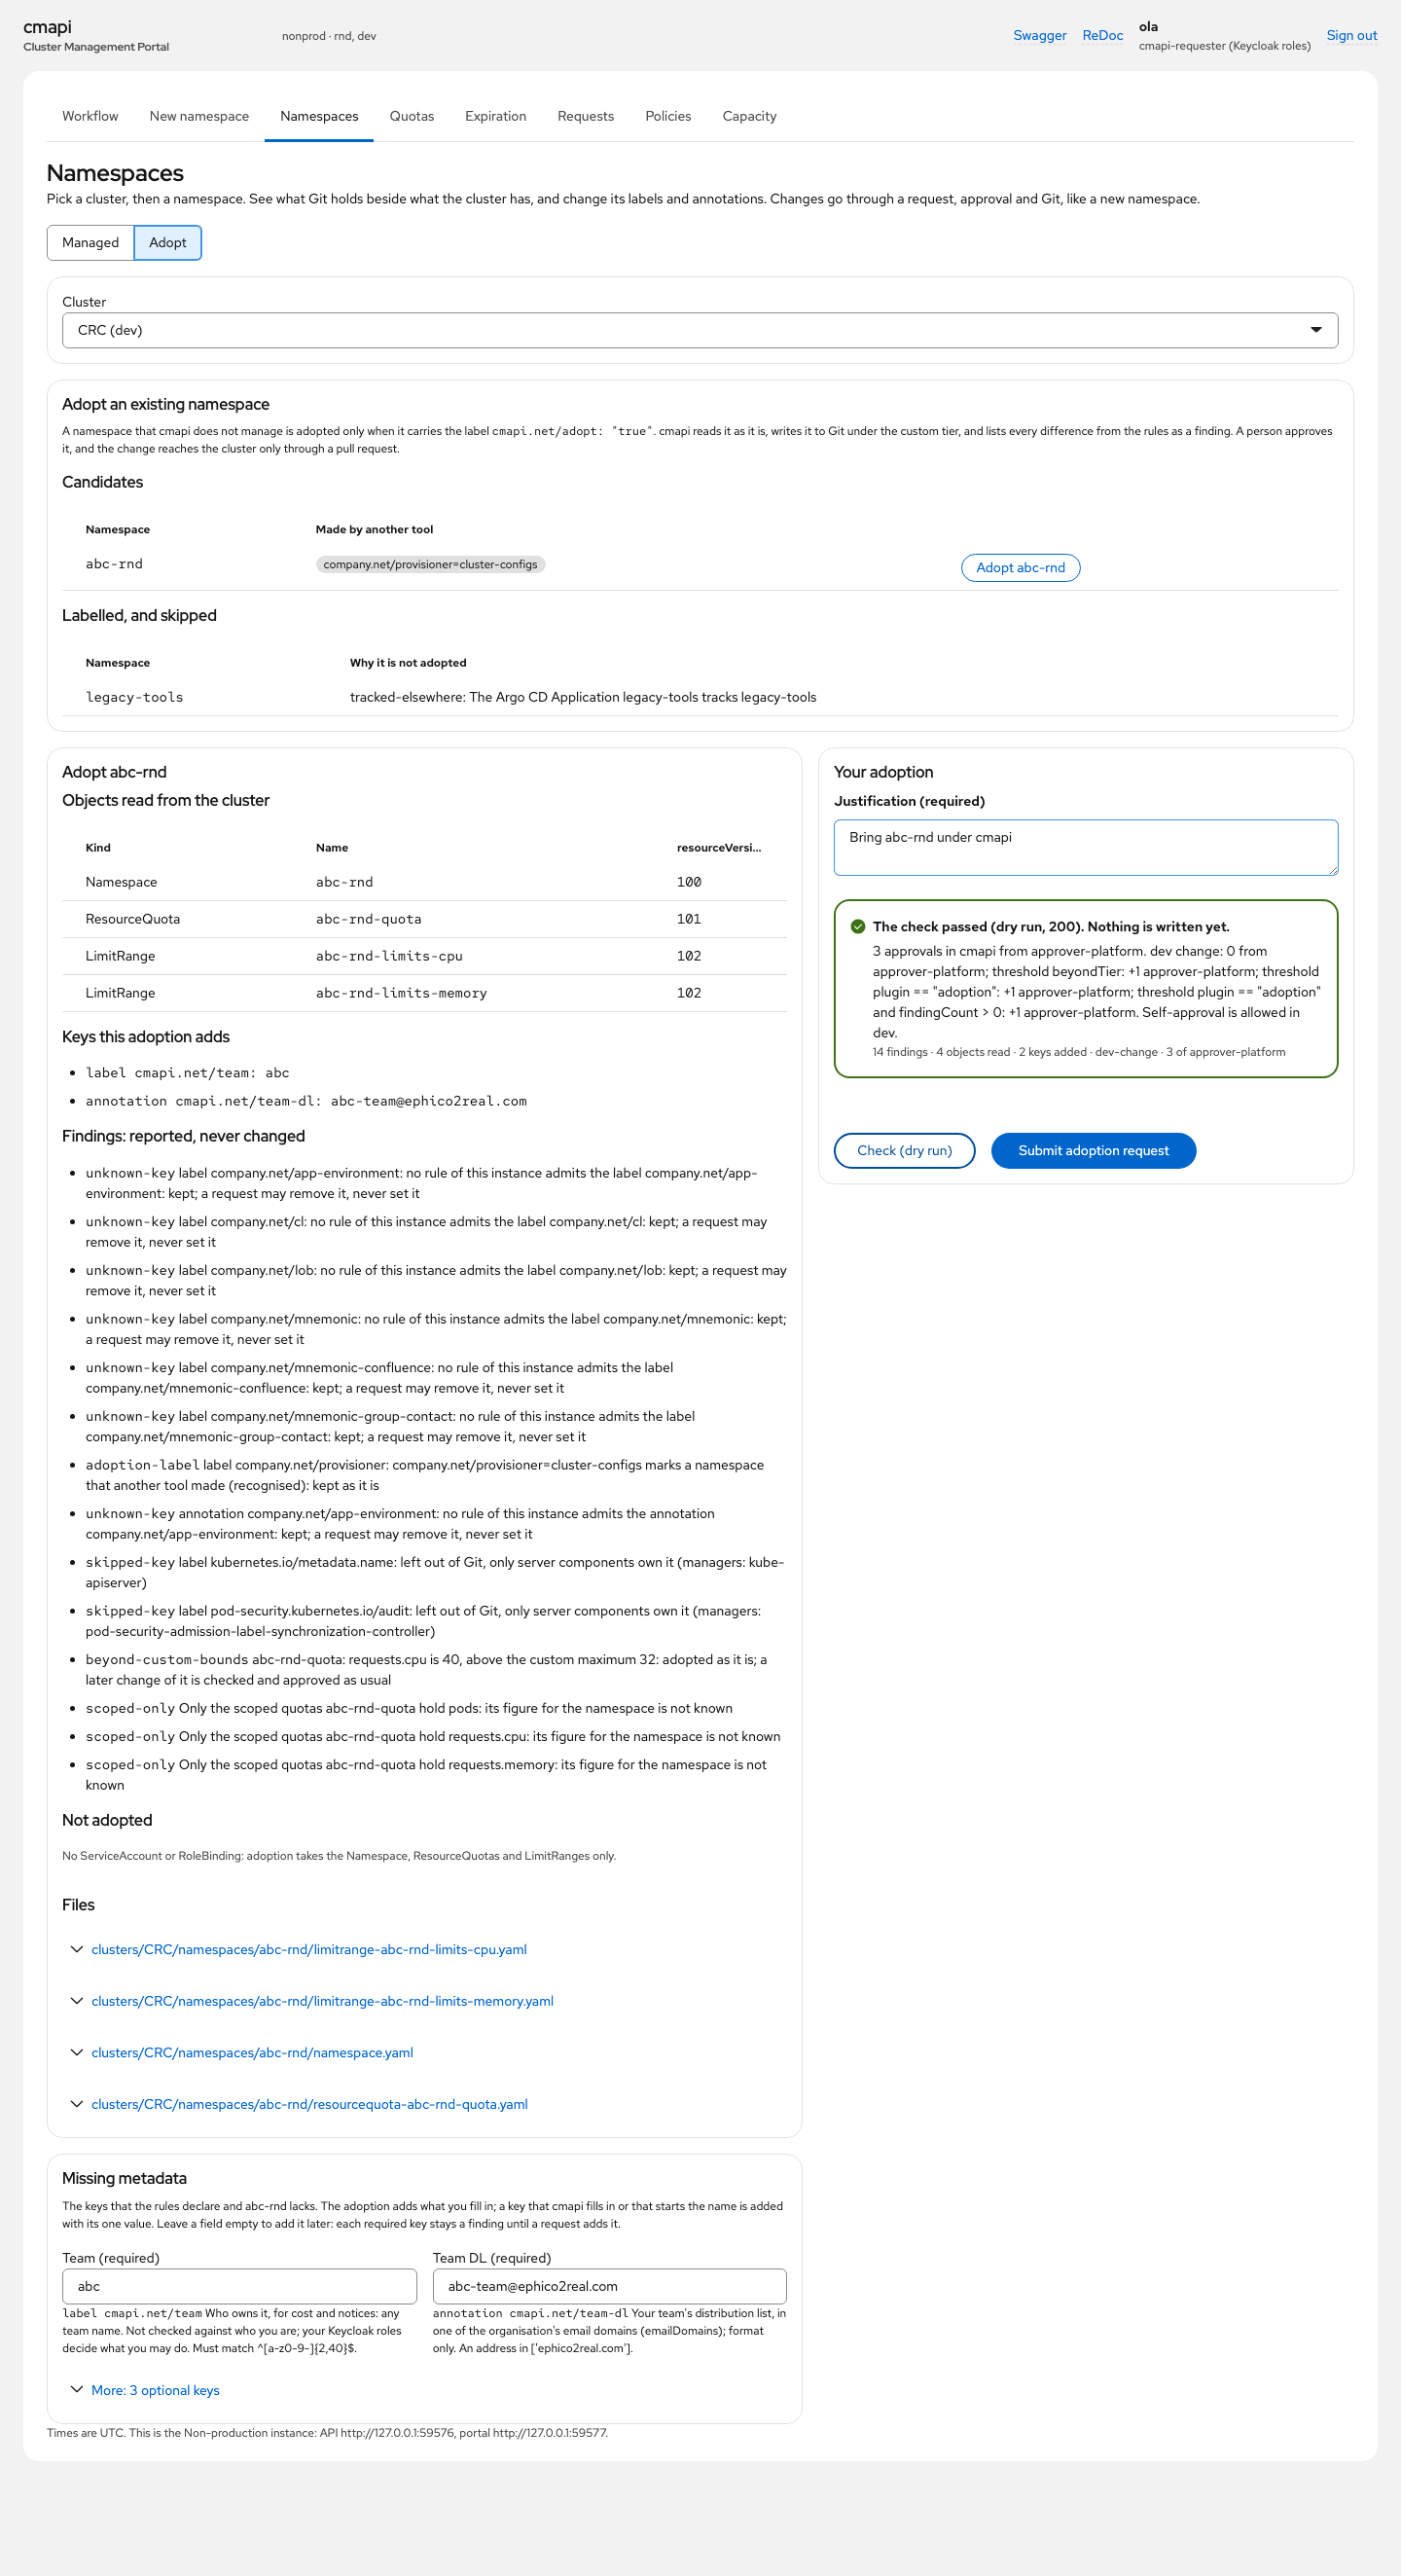 cmapi
Cluster Management Portal
nonprod · rnd, dev
Swagger
ReDoc
ola
cmapi-requester (Keycloak roles)
Sign out
Workflow
New namespace
Namespaces
Quotas
Expiration
Requests
Policies
Capacity
Namespaces
Pick a cluster, then a namespace. See what Git holds beside what the cluster has, and change its labels and annotations. Changes go through a request, approval and Git, like a new namespace.
Managed
Adopt
Cluster
CRC (dev)
Adopt an existing namespace
A namespace that cmapi does not manage is adopted only when it carries the label cmapi.net/adopt: "true". cmapi reads it as it is, writes it to Git under the custom tier, and lists every difference from the rules as a finding. A person approves
it, and the change reaches the cluster only through a pull request.
Candidates
Namespace
Made by another tool
abc-rnd
company.net/provisioner=cluster-configs
Adopt abc-rnd
Labelled, and skipped
Namespace
Why it is not adopted
legacy-tools
tracked-elsewhere: The Argo CD Application legacy-tools tracks legacy-tools
Adopt abc-rnd
Objects read from the cluster
Kind
Name
resourceVersi...
Namespace
abc-rnd
100
ResourceQuota
abc-rnd-quota
101
LimitRange
abc-rnd-limits-cpu
102
LimitRange
abc-rnd-limits-memory
102
Keys this adoption adds
label cmapi.net/team: abc
annotation cmapi.net/team-dl: abc-team@ephico2real.com
Findings: reported, never changed
unknown-key label company.net/app-environment: no rule of this instance admits the label company.net/app-
environment: kept; a request may remove it, never set it
unknown-key label company.net/cl: no rule of this instance admits the label company.net/cl: kept; a request may
remove it, never set it
unknown-key label company.net/lob: no rule of this instance admits the label company.net/lob: kept; a request may
remove it, never set it
unknown-key label company.net/mnemonic: no rule of this instance admits the label company.net/mnemonic: kept;
a request may remove it, never set it
unknown-key label company.net/mnemonic-confluence: no rule of this instance admits the label
company.net/mnemonic-confluence: kept; a request may remove it, never set it
unknown-key label company.net/mnemonic-group-contact: no rule of this instance admits the label
company.net/mnemonic-group-contact: kept; a request may remove it, never set it
adoption-label label company.net/provisioner: company.net/provisioner=cluster-configs marks a namespace
that another tool made (recognised): kept as it is
unknown-key annotation company.net/app-environment: no rule of this instance admits the annotation
company.net/app-environment: kept; a request may remove it, never set it
skipped-key label kubernetes.io/metadata.name: left out of Git, only server components own it (managers: kube-
apiserver)
skipped-key label pod-security.kubernetes.io/audit: left out of Git, only server components own it (managers:
pod-security-admission-label-synchronization-controller)
beyond-custom-bounds abc-rnd-quota: requests.cpu is 40, above the custom maximum 32: adopted as it is; a
later change of it is checked and approved as usual
scoped-only Only the scoped quotas abc-rnd-quota hold pods: its figure for the namespace is not known
scoped-only Only the scoped quotas abc-rnd-quota hold requests.cpu: its figure for the namespace is not known
scoped-only Only the scoped quotas abc-rnd-quota hold requests.memory: its figure for the namespace is not
known
Not adopted
No ServiceAccount or RoleBinding: adoption takes the Namespace, ResourceQuotas and LimitRanges only.
Files
clusters/CRC/namespaces/abc-rnd/limitrange-abc-rnd-limits-cpu.yaml
clusters/CRC/namespaces/abc-rnd/limitrange-abc-rnd-limits-memory.yaml
clusters/CRC/namespaces/abc-rnd/namespace.yaml
clusters/CRC/namespaces/abc-rnd/resourcequota-abc-rnd-quota.yaml
Your adoption
Justification (required)
Bring abc-rnd under cmapi
The check passed (dry run, 200). Nothing is written yet.
3 approvals in cmapi from approver-platform. dev change: 0 from
approver-platform; threshold beyondTier: +1 approver-platform; threshold
plugin == "adoption": +1 approver-platform; threshold plugin == "adoption"
and findingCount > 0: +1 approver-platform. Self-approval is allowed in
dev.
14 findings · 4 objects read · 2 keys added · dev-change · 3 of approver-platform
Check (dry run)
Submit adoption request
Missing metadata
The keys that the rules declare and abc-rnd lacks. The adoption adds what you fill in; a key that cmapi fills in or that starts the name is added
with its one value. Leave a field empty to add it later: each required key stays a finding until a request adds it.
Team (required)
abc
label cmapi.net/team Who owns it, for cost and notices: any
team name. Not checked against who you are; your Keycloak roles
decide what you may do. Must match ^[a-z0-9-]{2,40}$.
Team DL (required)
abc-team@ephico2real.com
annotation cmapi.net/team-dl Your team's distribution list, in
one of the organisation's email domains (emailDomains); format
only. An address in ['ephico2real.com'].
More: 3 optional keys
Times are UTC. This is the Non-production instance: API http://127.0.0.1:59576, portal http://127.0.0.1:59577.